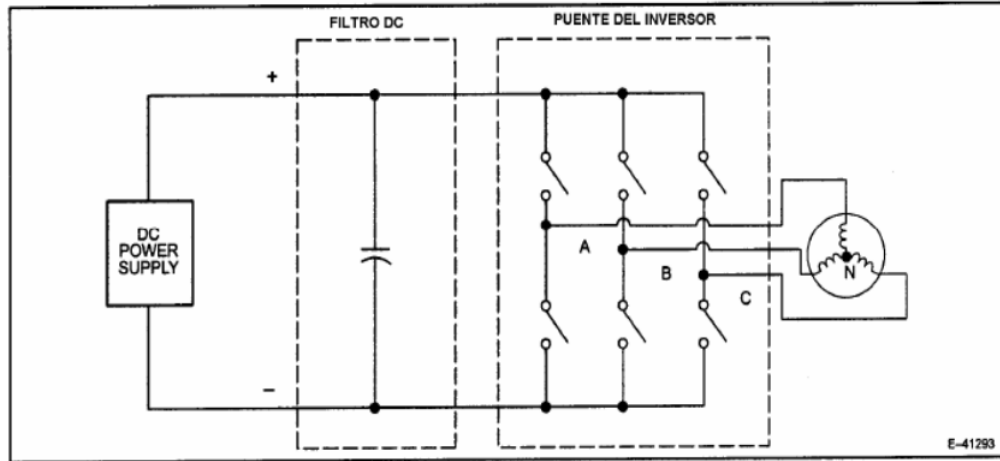 FILTRO DC
PUENTE DEL INVERSOR
+
DC
POWER
SUPPLY
A
B
C
N
–
E-41293